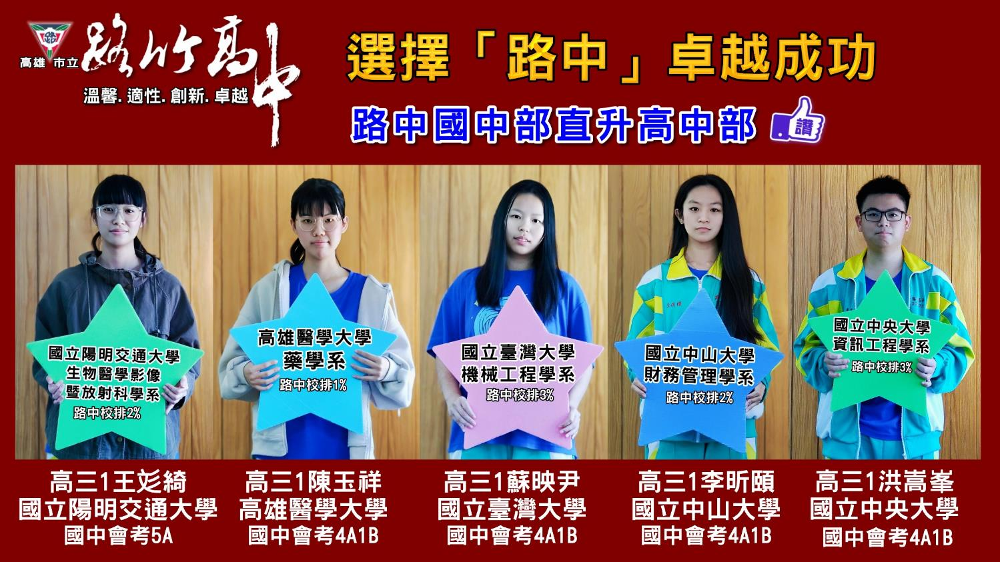 高雄市立路竹高中
溫馨.適性.創新.卓越
選擇「路中」卓越成功
路中國中部直升高中部
讚
國立陽明交通大學
生物醫學影像
暨放射科學系
路中校排2%
高雄醫學大學
藥學系
路中校排1%
國立臺灣大學
機械工程學系
路中校排3%
國立中山大學
財務管理學系
路中校排2%
國立中央大學
資訊工程學系
路中校排3%
高三1王彣綺
國立陽明交通大學
國中會考5A
高三1陳玉祥
高雄醫學大學
國中會考4A1B
高三1蘇映尹
國立臺灣大學
國中會考4A1B
高三1李昕頤
國立中山大學
國中會考4A1B
高三1洪嵩峯
國立中央大學
國中會考4A1B